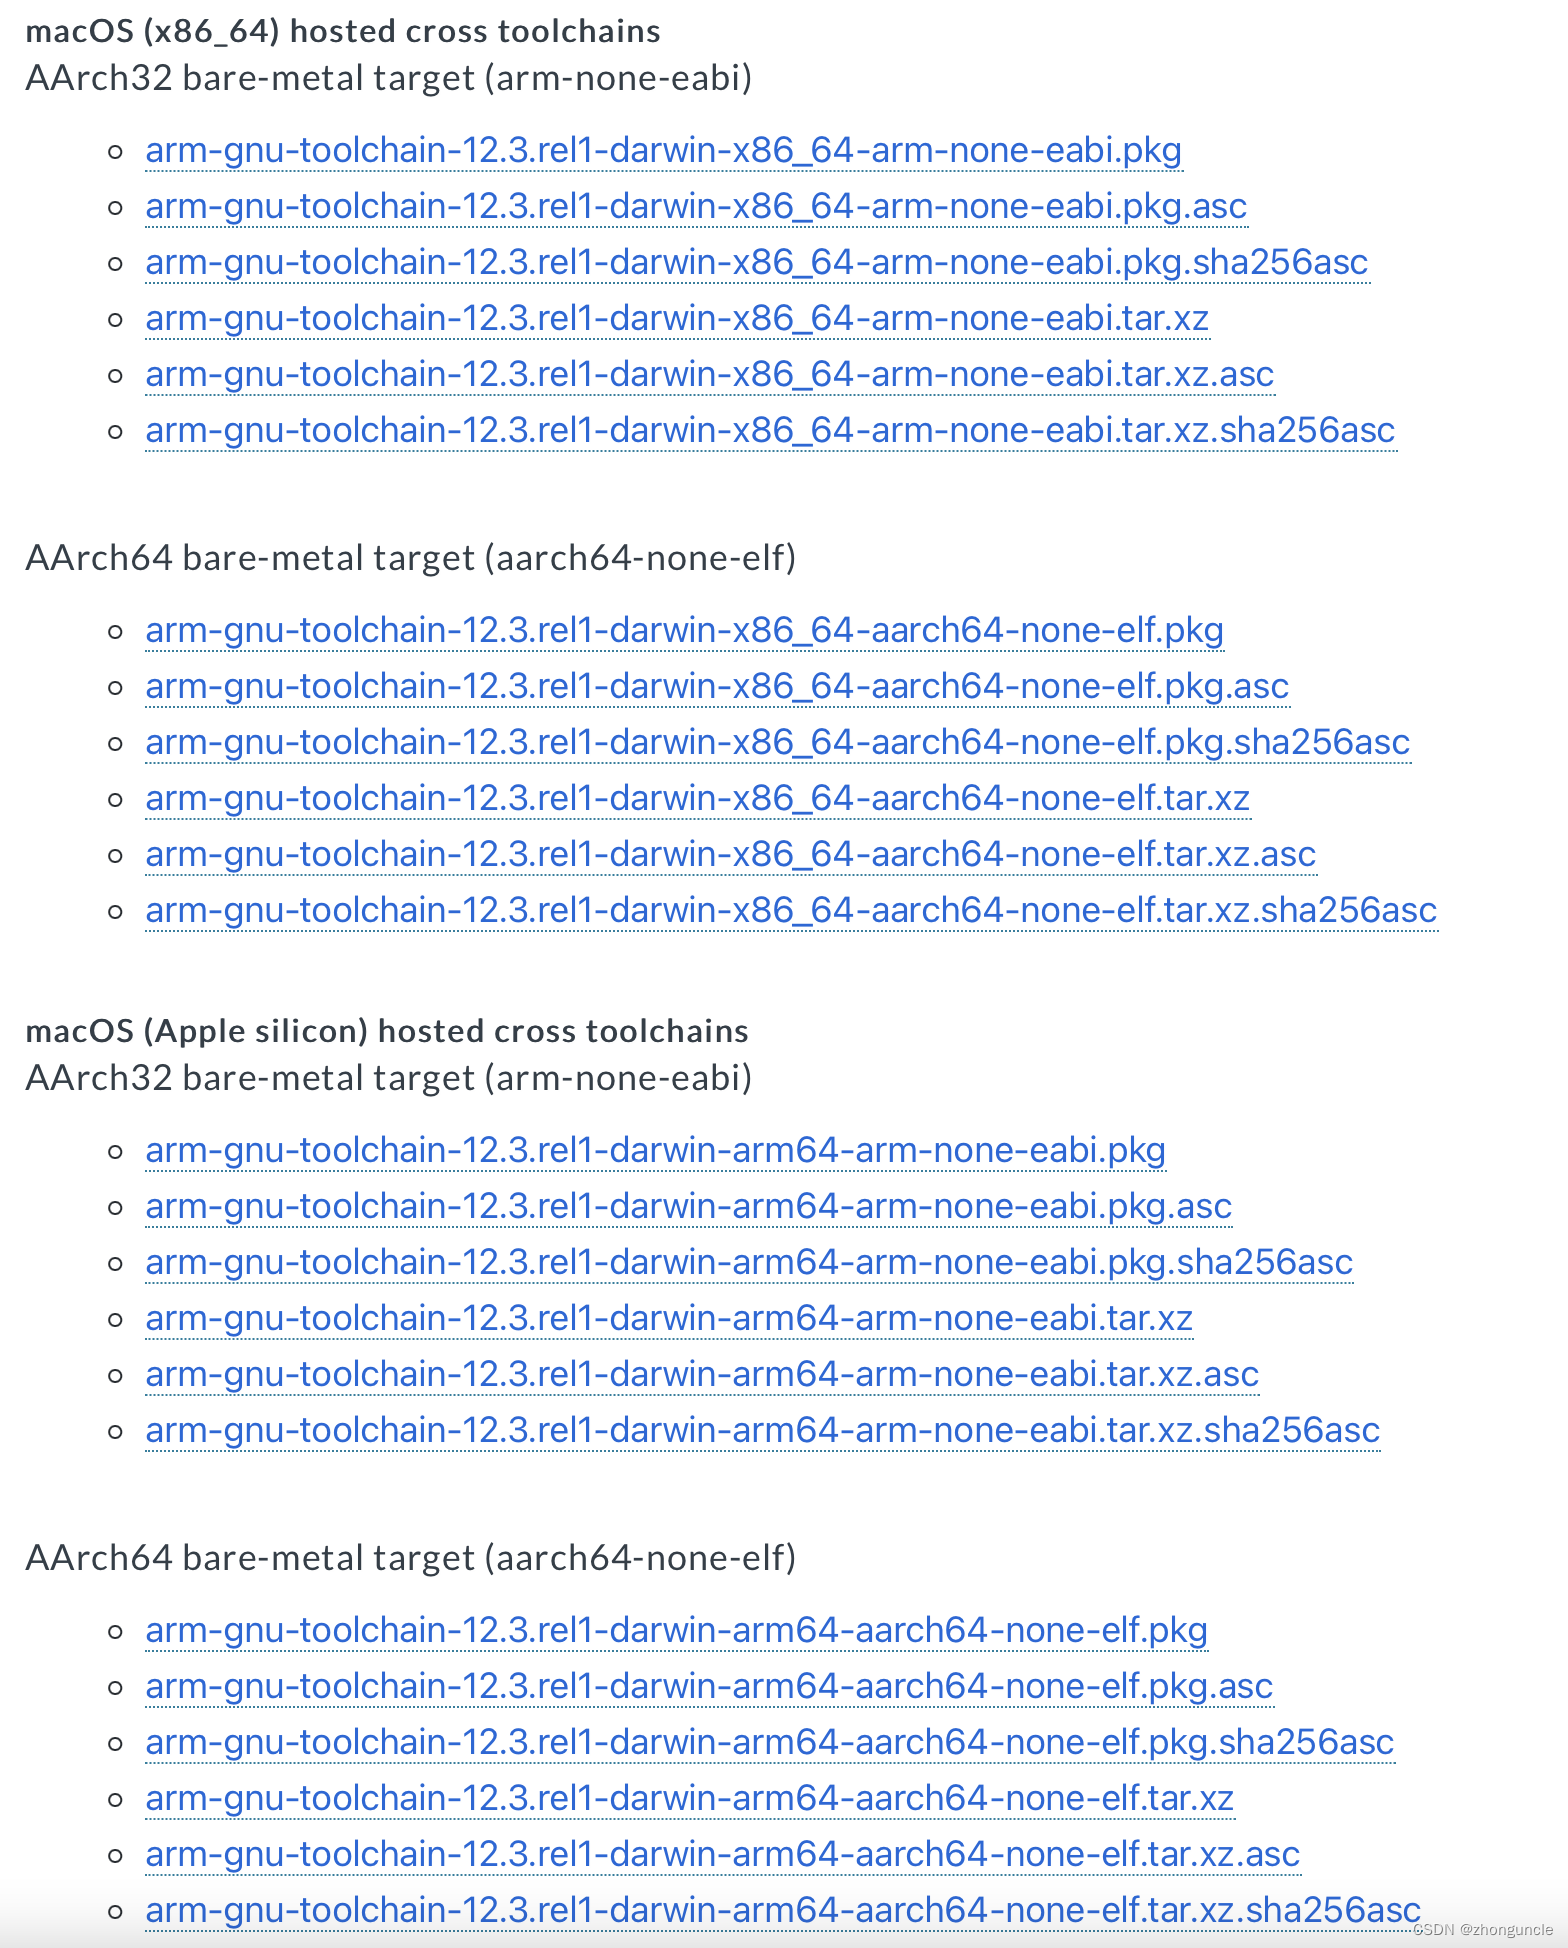 macOS (x86_64) hosted cross toolchains
AArch32 bare-metal target (arm-none-eabi)
arm-gnu-toolchain-12.3.rel1-darwin-x86_64-arm-none-eabi.pkg
arm-gnu-toolchain-12.3.rel1-darwin-x86_64-arm-none-eabi.pkg.asc
arm-gnu-toolchain-12.3.rel1-darwin-x86_64-arm-none-eabi.pkg.sha256asc
arm-gnu-toolchain-12.3.rel1-darwin-x86_64-arm-none-eabi.tar.xz
arm-gnu-toolchain-12.3.rel1-darwin-x86_64-arm-none-eabi.tar.xz.asc
arm-gnu-toolchain-12.3.rel1-darwin-x86_64-arm-none-eabi.tar.xz.sha256asc
AArch64 bare-metal target (aarch64-none-elf)
arm-gnu-toolchain-12.3.rel1-darwin-x86_64-aarch64-none-elf.pkg
arm-gnu-toolchain-12.3.rel1-darwin-x86_64-aarch64-none-elf.pkg.asc
arm-gnu-toolchain-12.3.rel1-darwin-x86_64-aarch64-none-elf.pkg.sha256asc
arm-gnu-toolchain-12.3.rel1-darwin-x86_64-aarch64-none-elf.tar.xz
arm-gnu-toolchain-12.3.rel1-darwin-x86_64-aarch64-none-elf.tar.xz.asc
arm-gnu-toolchain-12.3.rel1-darwin-x86_64-aarch64-none-elf.tar.xz.sha256asc
macOS (Apple silicon) hosted cross toolchains
AArch32 bare-metal target (arm-none-eabi)
arm-gnu-toolchain-12.3.rel1-darwin-arm64-arm-none-eabi.pkg
arm-gnu-toolchain-12.3.rel1-darwin-arm64-arm-none-eabi.pkg.asc
arm-gnu-toolchain-12.3.rel1-darwin-arm64-arm-none-eabi.pkg.sha256asc
arm-gnu-toolchain-12.3.rel1-darwin-arm64-arm-none-eabi.tar.xz
arm-gnu-toolchain-12.3.rel1-darwin-arm64-arm-none-eabi.tar.xz.asc
arm-gnu-toolchain-12.3.rel1-darwin-arm64-arm-none-eabi.tar.xz.sha256asc
AArch64 bare-metal target (aarch64-none-elf)
arm-gnu-toolchain-12.3.rel1-darwin-arm64-aarch64-none-elf.pkg
arm-gnu-toolchain-12.3.rel1-darwin-arm64-aarch64-none-elf.pkg.asc
arm-gnu-toolchain-12.3.rel1-darwin-arm64-aarch64-none-elf.pkg.sha256asc
arm-gnu-toolchain-12.3.rel1-darwin-arm64-aarch64-none-elf.tar.xz
arm-gnu-toolchain-12.3.rel1-darwin-arm64-aarch64-none-elf.tar.xz.asc
arm-gnu-toolchain-12.3.rel1-darwin-arm64-aarch64-none-elf.tar.xz.sha256asc
CSDN @zhonguncle